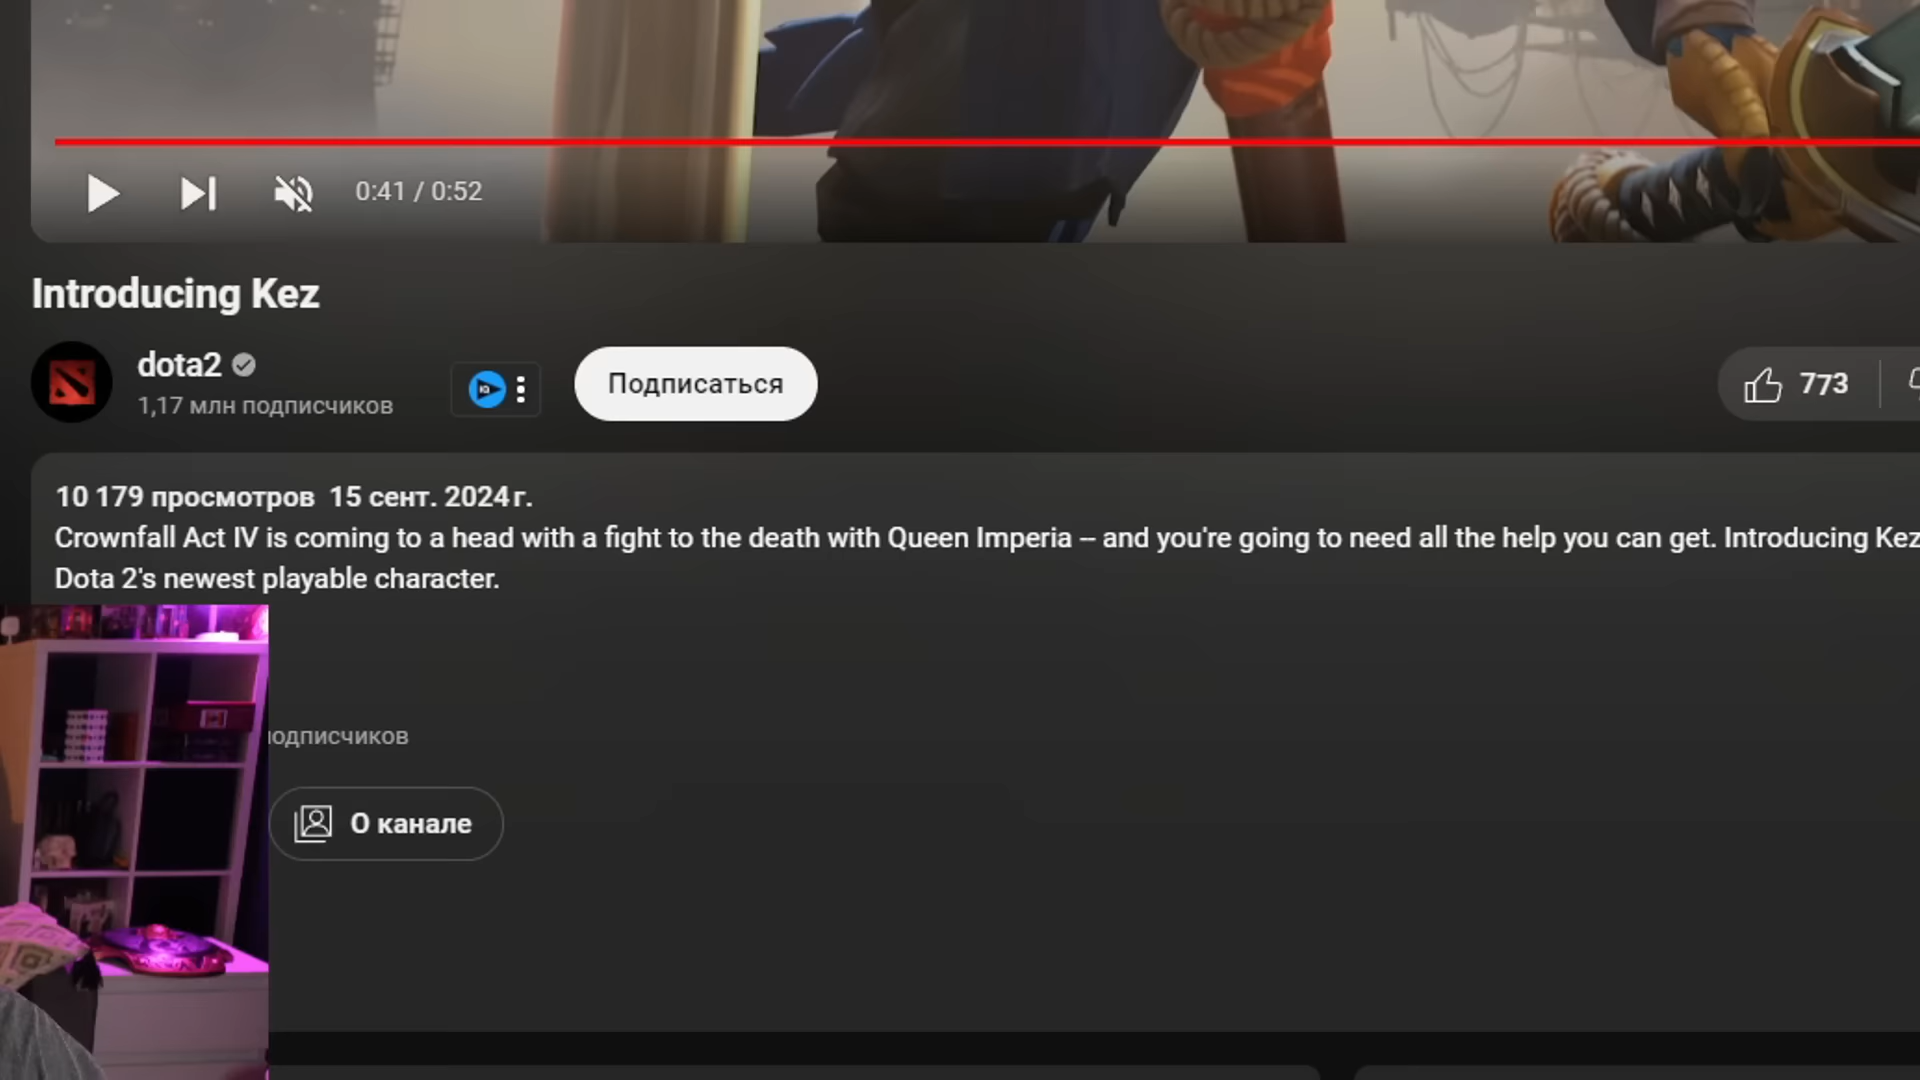 0:41 / 0:52
Introducing Kez
dota2
1,17 млн подписчиков
Подписаться
773
10 179 просмотров 15 сент. 2024 г.
Crownfall Act IV is coming to a head with a fight to the death with Queen Imperia – and you're going to need all the help you can get. Introducing Kez
Dota 2's newest playable character.
одписчиков
О канале